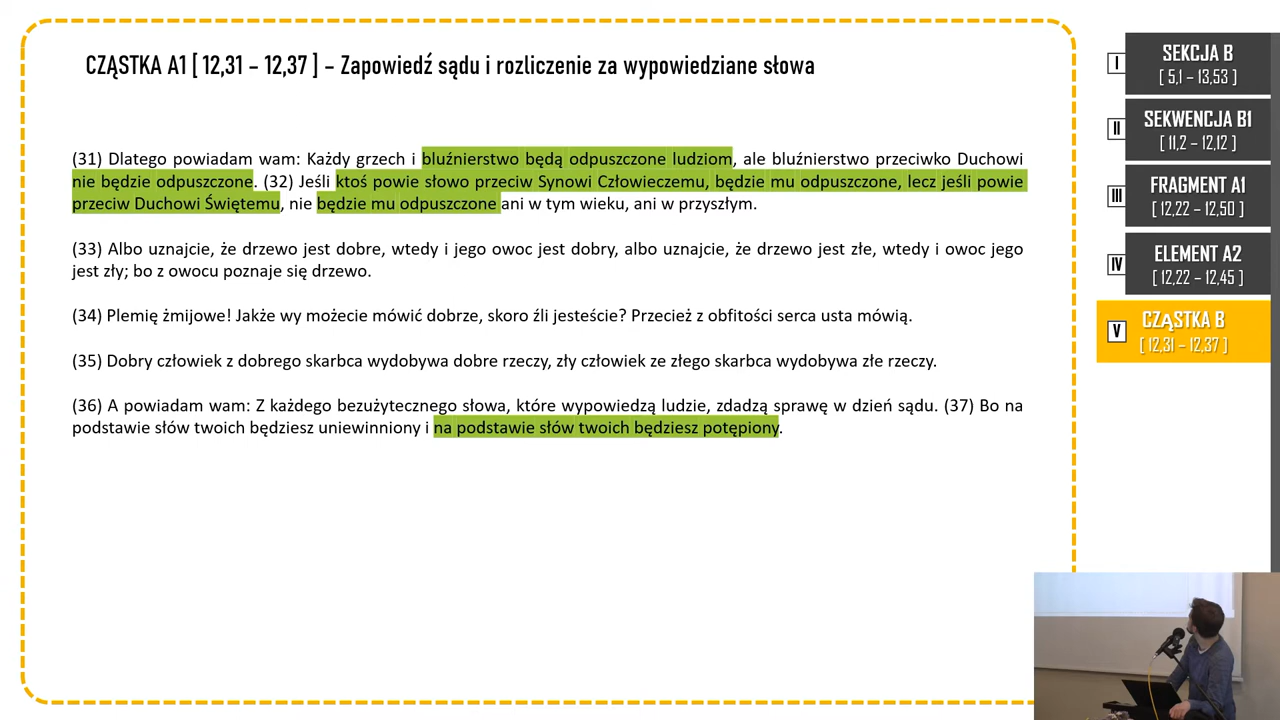 CZĄSTKA A1 [ 12,31 – 12,37 ] – Zapowiedź sądu i rozliczenie za wypowiedziane słowa
(31) Dlatego powiadam wam: Każdy grzech i bluźnierstwo będą odpuszczone ludziom, ale bluźnierstwo przeciwko Duchowi
nie będzie odpuszczone. (32) Jeśli ktoś powie słowo przeciw Synowi Człowieczemu, będzie mu odpuszczone, lecz jeśli powie
przeciw Duchowi Świętemu, nie będzie mu odpuszczone ani w tym wieku, ani w przyszłym.
(33) Albo uznajcie, że drzewo jest dobre, wtedy i jego owoc jest dobry, albo uznajcie, że drzewo jest złe, wtedy i owoc jego
jest zły; bo z owocu poznaje się drzewo.
(34) Plemię żmijowe! Jakże wy możecie mówić dobrze, skoro źli jesteście? Przecież z obfitości serca usta mówią.
(35) Dobry człowiek z dobrego skarbca wydobywa dobre rzeczy, zły człowiek ze złego skarbca wydobywa złe rzeczy.
(36) A powiadam wam: Z każdego bezużytecznego słowa, które wypowiedzą ludzie, zdadzą sprawę w dzień sądu. (37) Bo na
podstawie słów twoich będziesz uniewinniony i na podstawie słów twoich będziesz potępiony.
I
SEKCJA B
[ 5,1 – 13,53 ]
II
SEKWENCJA B1
[ 11,2 – 12,12 ]
III
FRAGMENT A1
[ 12,22 – 12,50 ]
IV
ELEMENT A2
[ 12,22 – 12,45 ]
V
CZĄSTKA B
[ 12,31 – 12,37 ]